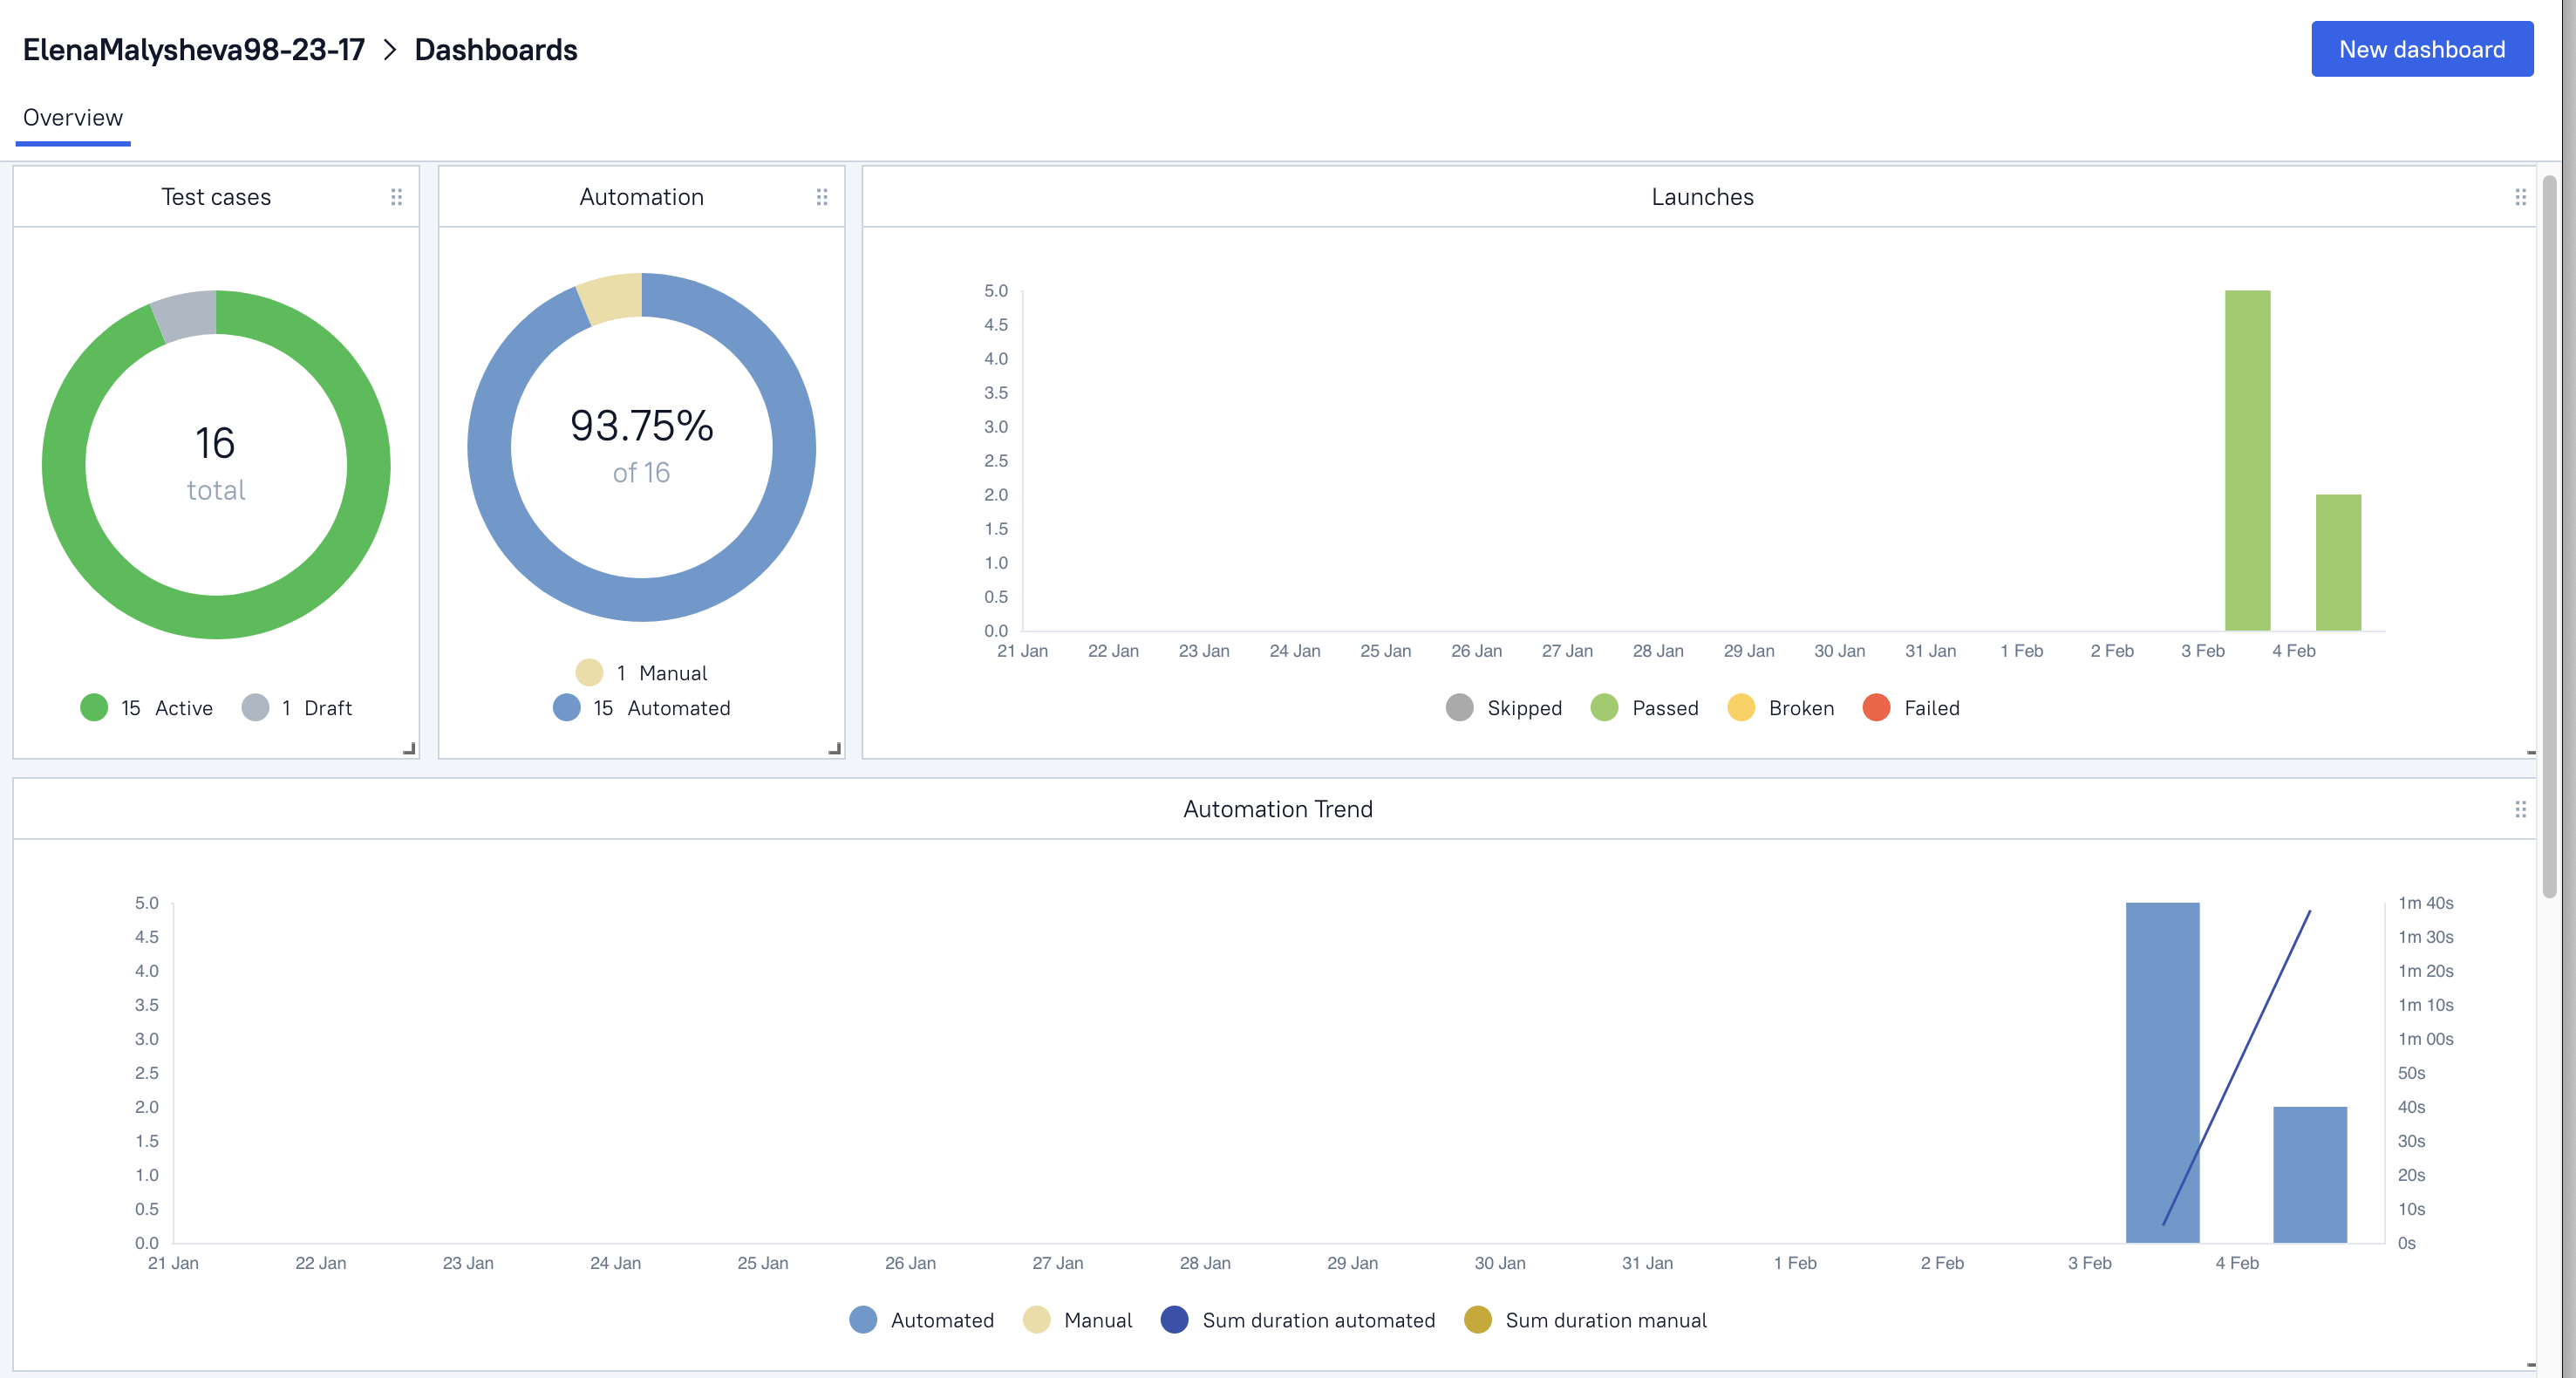 ElenaMalysheva98-23-17 > Dashboards
New dashboard
Overview
Test cases
16
total
15 Active 1 Draft
Automation
93.75%
of 16
1 Manual
15 Automated
Launches
5.0
4.5
4.0
3.5
3.0
2.5
2.0
1.5
1.0
0.5
0.0
21 Jan 22 Jan 23 Jan 24 Jan 25 Jan 26 Jan 27 Jan 28 Jan 29 Jan 30 Jan 31 Jan 1 Feb 2 Feb 3 Feb 4 Feb
Skipped Passed Broken Failed
Automation Trend
5.0 1m 40s
4.5 1m 30s
4.0 1m 20s
3.5 1m 10s
3.0 1m 00s
2.5 50s
2.0 40s
1.5 30s
1.0 20s
0.5 10s
0.0 0s
21 Jan 22 Jan 23 Jan 24 Jan 25 Jan 26 Jan 27 Jan 28 Jan 29 Jan 30 Jan 31 Jan 1 Feb 2 Feb 3 Feb 4 Feb
Automated Manual Sum duration automated Sum duration manual